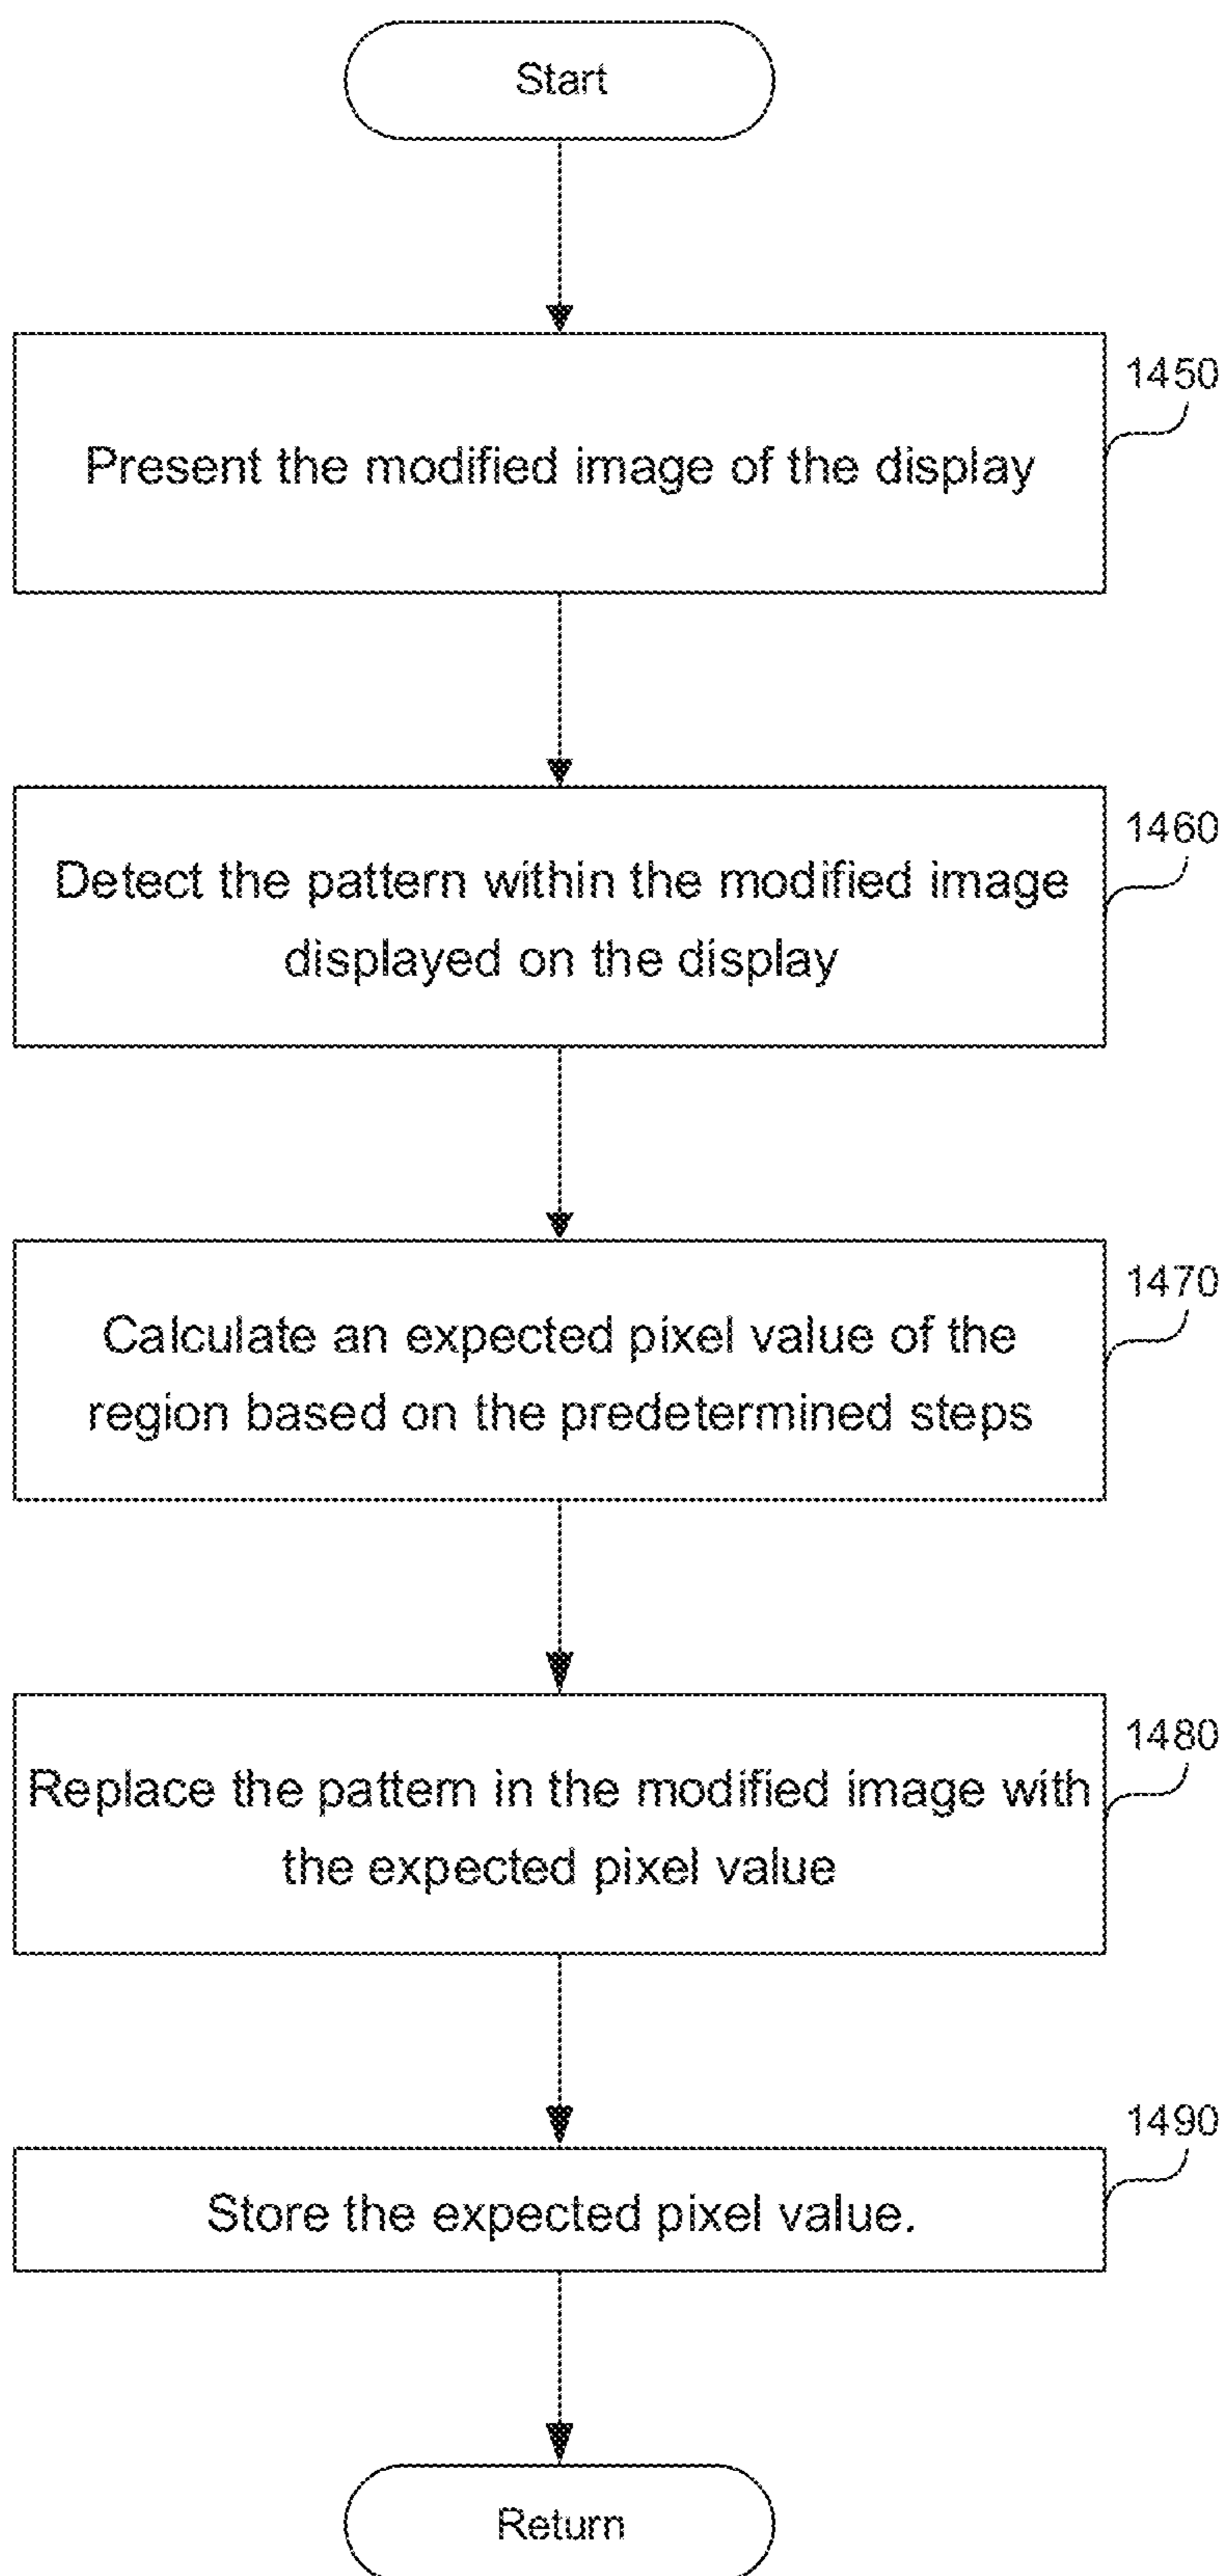 Start
1450
Present the modified image of the display
1460
Detect the pattern within the modified image
displayed on the display
1470
Calculate an expected pixel value of the
region based on the predetermined steps
1480
Replace the pattern in the modified image with
the expected pixel value
1490
Store the expected pixel value.
Return